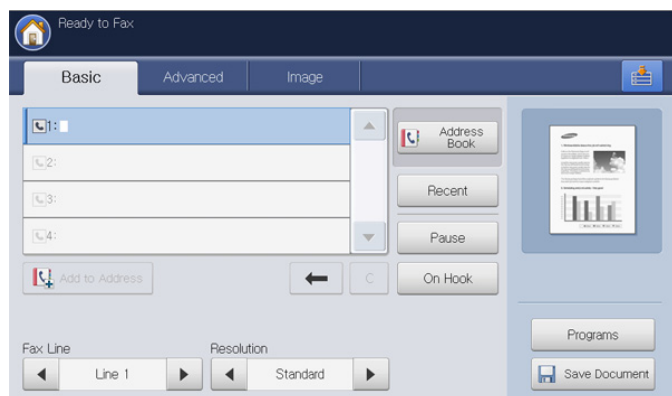 Ready to Fax
Basic
Advanced
Image
1:
2:
3:
4:
Address
Book
Recent
Pause
On Hook
Add to Address
C
Fax Line
Resolution
Line 1
Standard
Programs
Save Document